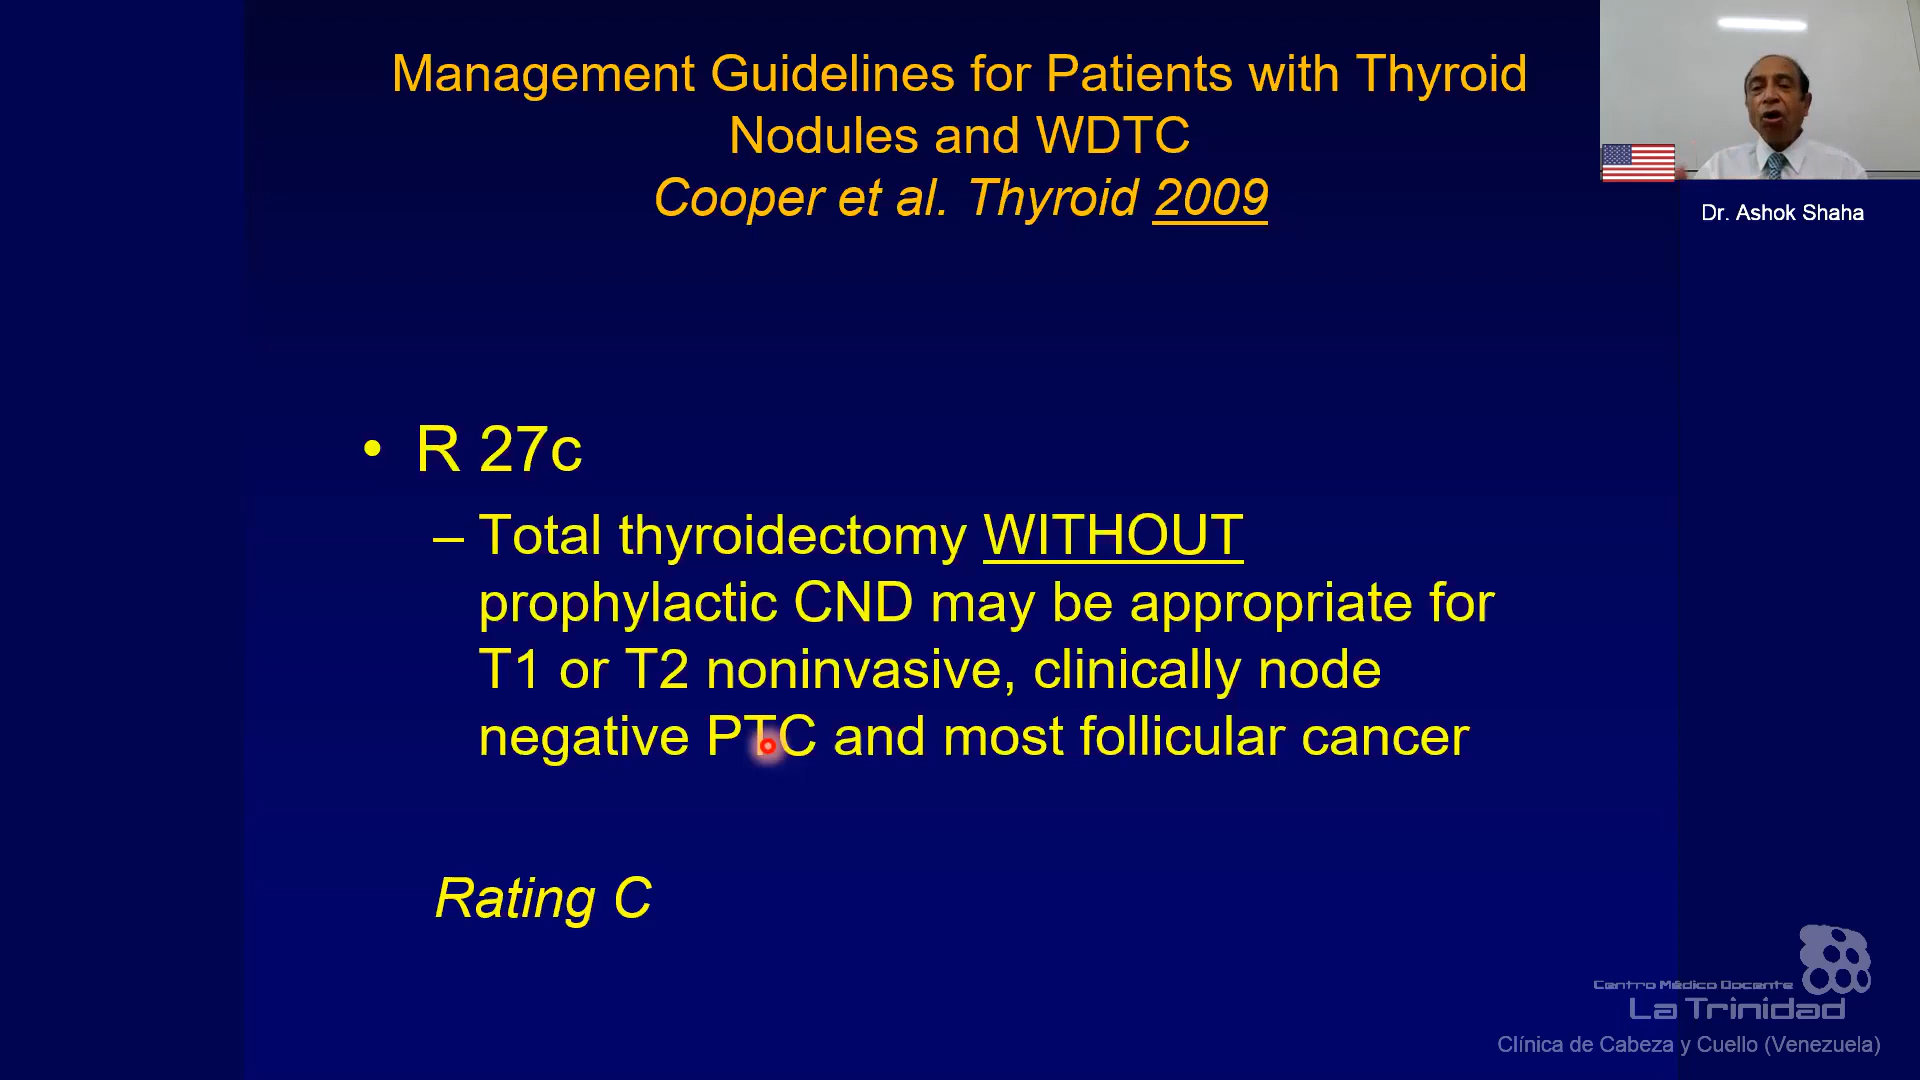 Management Guidelines for Patients with Thyroid
Nodules and WDTC
Cooper et al. Thyroid 2009
Dr. Ashok Shaha
• R 27c
– Total thyroidectomy WITHOUT
prophylactic CND may be appropriate for
T1 or T2 noninvasive, clinically node
negative PTC and most follicular cancer
Rating C
Centro Médico Docente
La Trinidad
Clínica de Cabeza y Cuello (Venezuela)